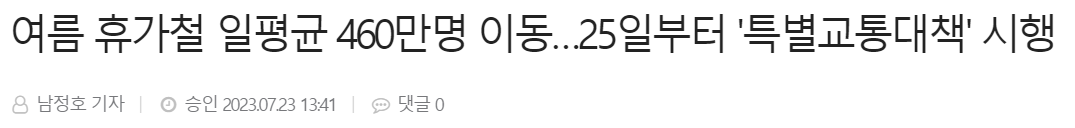 여름 휴가철 일평균 460만명 이동…25일부터 '특별교통대책' 시행
남정호 기자 | 승인 2023.07.23 13:41 | 댓글 0